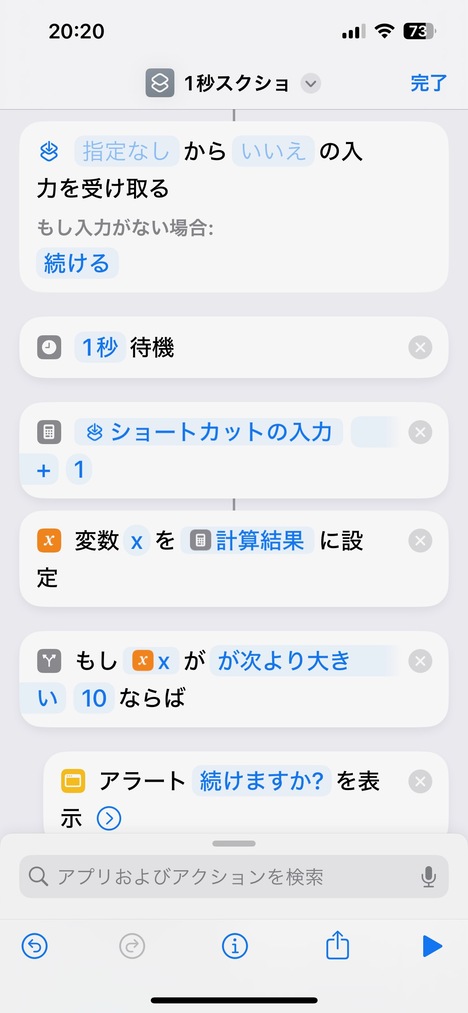 20:20
73
1秒スクショ
完了
指定なし から いいえ の入
力を受け取る
もし入力がない場合:
続ける
1秒 待機
ショートカットの入力
+ 1
x 変数 x を 計算結果 に設
定
もし x x が が次より大き
い 10 ならば
アラート 続けますか? を表
示
アプリおよびアクションを検索